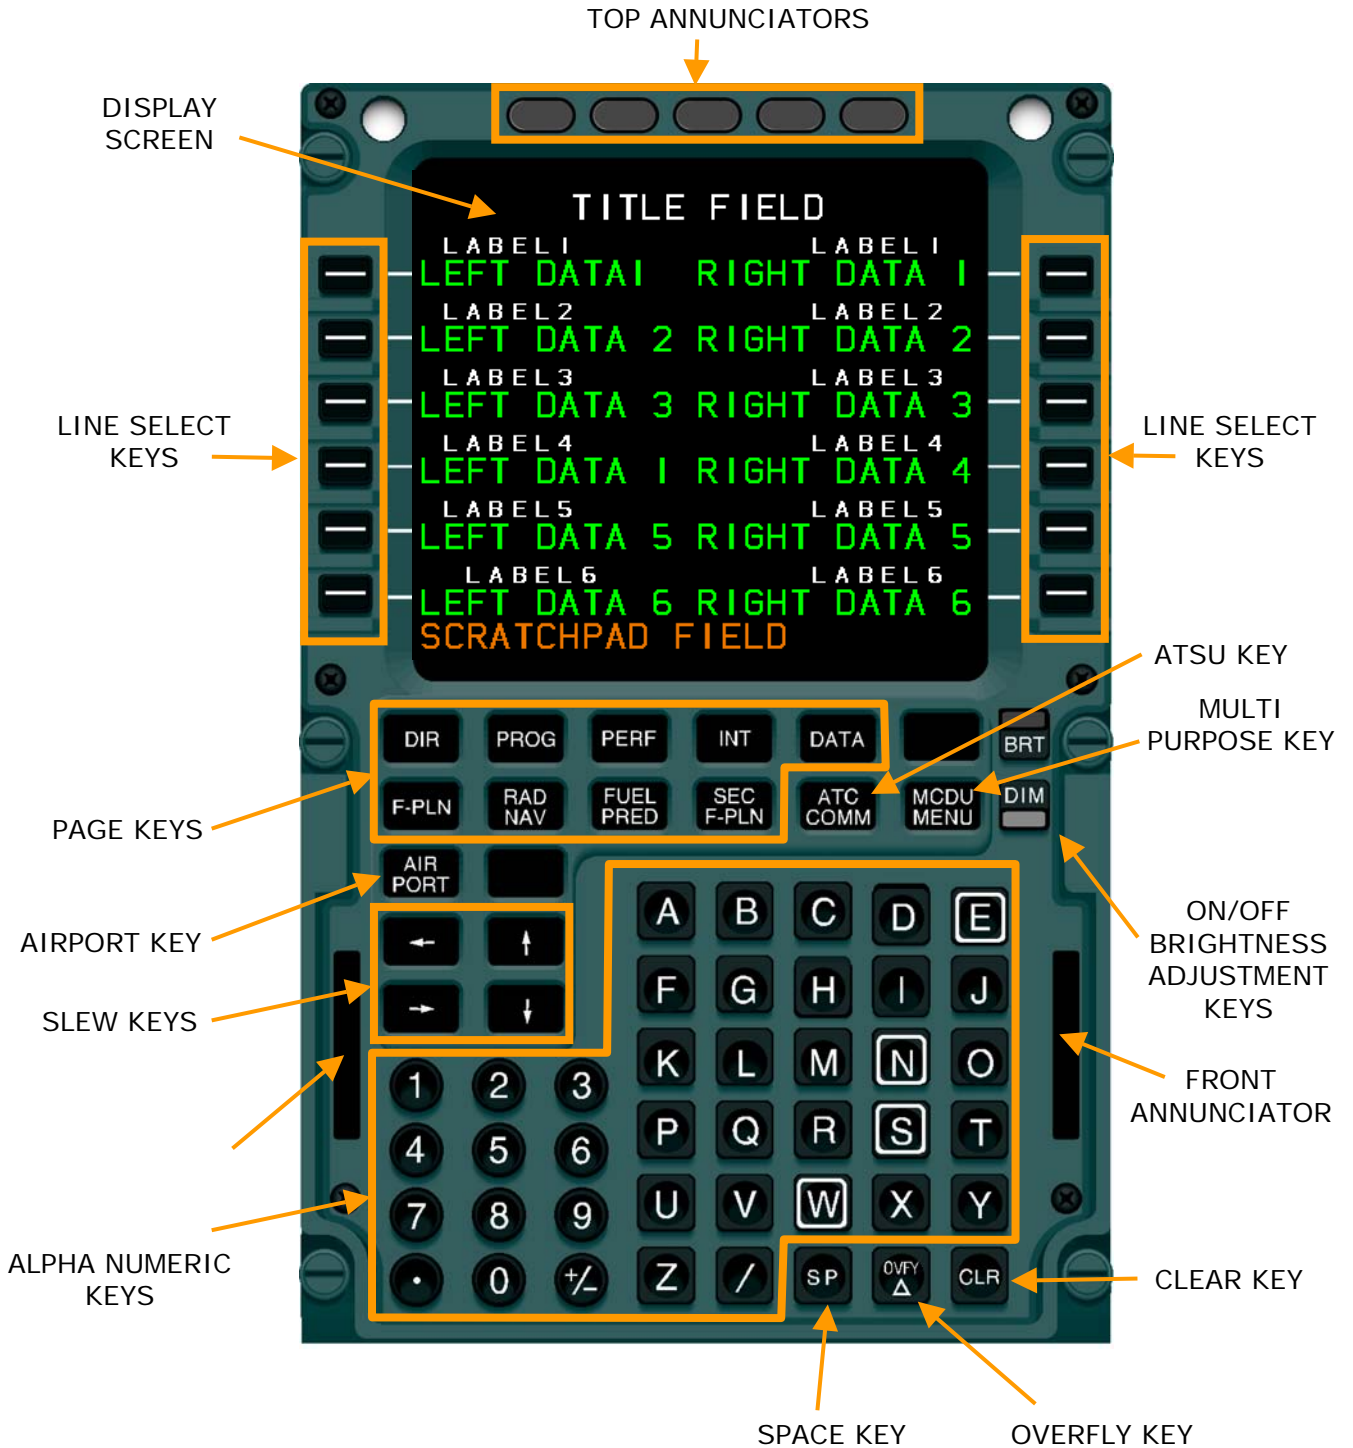 TOP ANNUNCIATORS
DISPLAY
SCREEN
TITLE FIELD
LABEL1 LABEL1
LEFT DATA1 RIGHT DATA 1
LABEL2 LABEL2
LEFT DATA 2 RIGHT DATA 2
LABEL3 LABEL3
LEFT DATA 3 RIGHT DATA 3
LABEL4 LABEL4
LEFT DATA 1 RIGHT DATA 4
LABEL5 LABEL5
LEFT DATA 5 RIGHT DATA 5
LABEL6 LABEL6
LEFT DATA 6 RIGHT DATA 6
SCRATCHPAD FIELD
LINE SELECT
KEYS
LINE SELECT
KEYS
ATSU KEY
MULTI
PURPOSE KEY
DIR PROG PERF INT DATA BRT
F-PLN RAD NAV FUEL PRED SEC F-PLN ATC COMM MCDU MENU DIM
PAGE KEYS
AIR
PORT
AIRPORT KEY
SLEW KEYS
← ↑
→ ↓
ON/OFF
BRIGHTNESS
ADJUSTMENT
KEYS
FRONT
ANNUNCIATOR
A B C D E
F G H I J
K L M N O
P Q R S T
U V W X Y
Z / SP OVFY Δ CLR
1 2 3
4 5 6
7 8 9
. 0 +/-
ALPHA NUMERIC
KEYS
CLEAR KEY
SPACE KEY
OVERFLY KEY